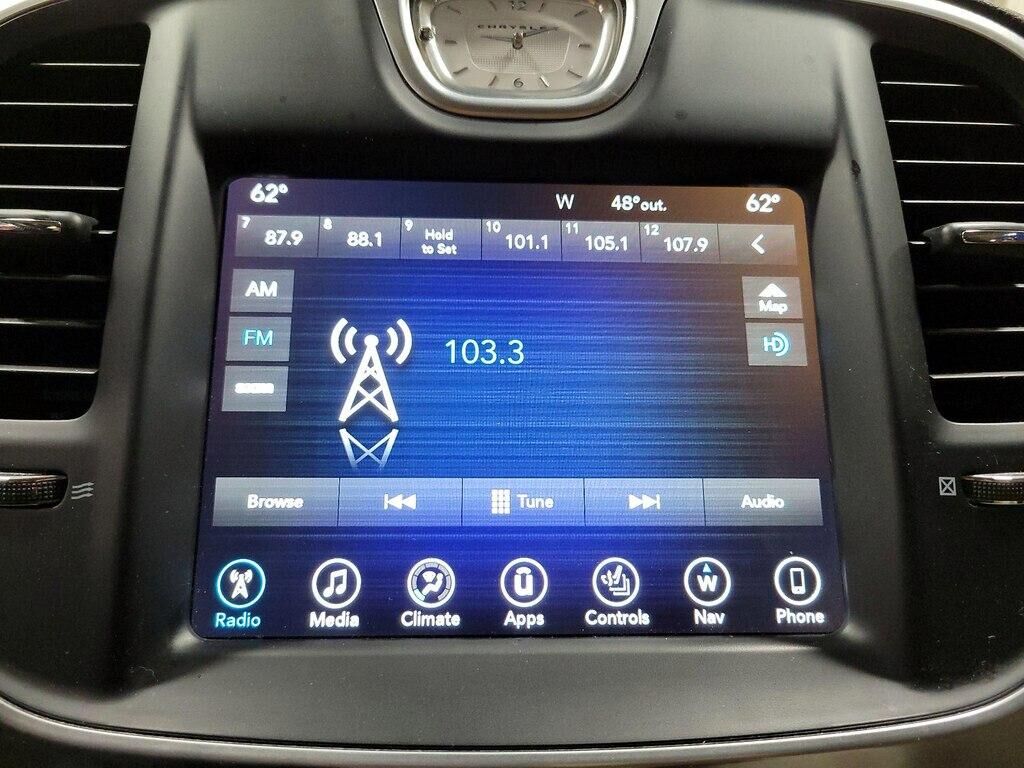 12
CHRYSLER
6
62° W 48°out. 62°
7 87.9 8 88.1 9 Hold to Set 10 101.1 11 105.1 12 107.9 <
AM
Map
FM
HD
103.3
Browse Tune Audio
W
Radio Media Climate Apps Controls Nav Phone